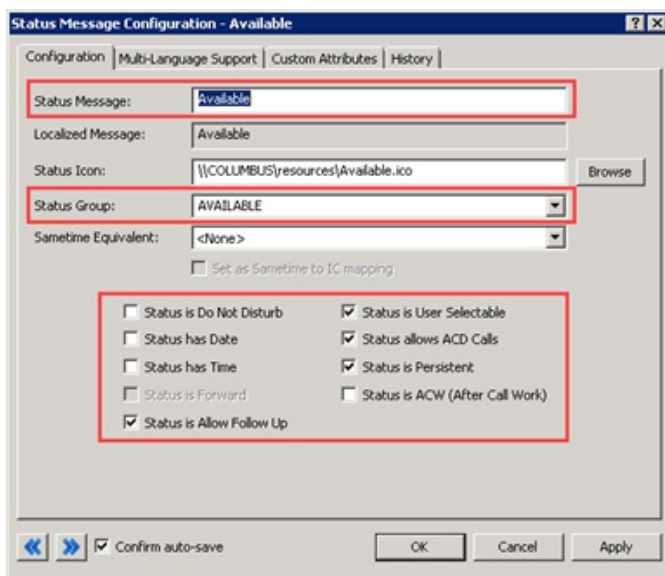 Status Message Configuration - Available
Configuration Multi-Language Support Custom Attributes History
Status Message: Available
Localized Message: Available
Status Icon: \\COLUMBUS\resources\Available.ico Browse
Status Group: AVAILABLE
Sametime Equivalent: <None>
Set as Sametime to IC mapping
Status is Do Not Disturb Status is User Selectable
Status has Date Status allows ACD Calls
Status has Time Status is Persistent
Status is Forward Status is ACW (After Call Work)
Status is Allow Follow Up
Confirm auto-save OK Cancel Apply